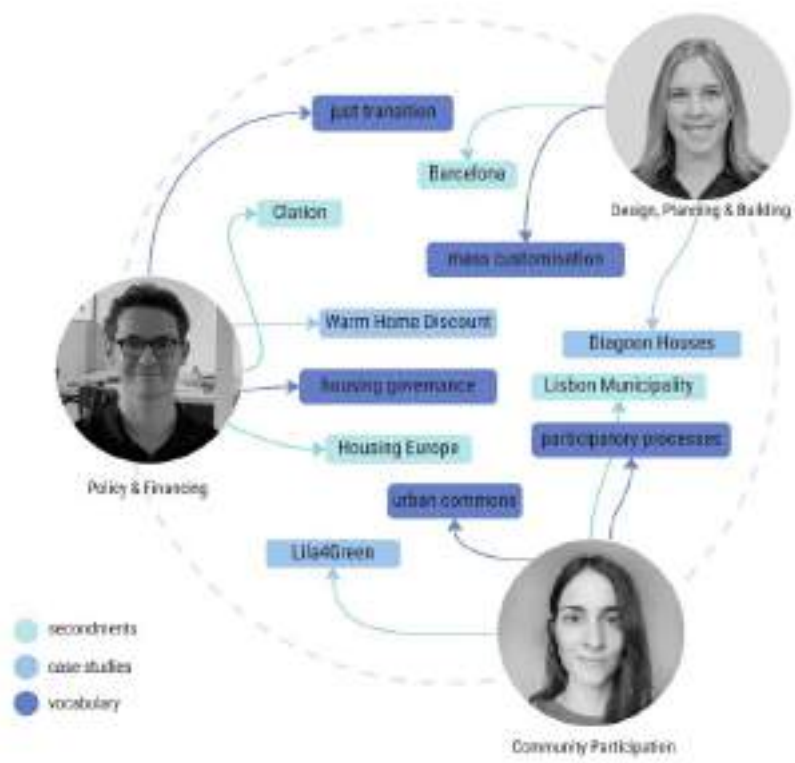 just transition
Barcelona
Design, Planning & Building
Clarion
mass customisation
Warm Home Discount
Diagoon Houses
housing governance
Lisbon Municipality
participatory processes
Housing Europe
Policy & Financing
urban commons
Lila4Green
secondments
case studies
vocabulary
Community Participation